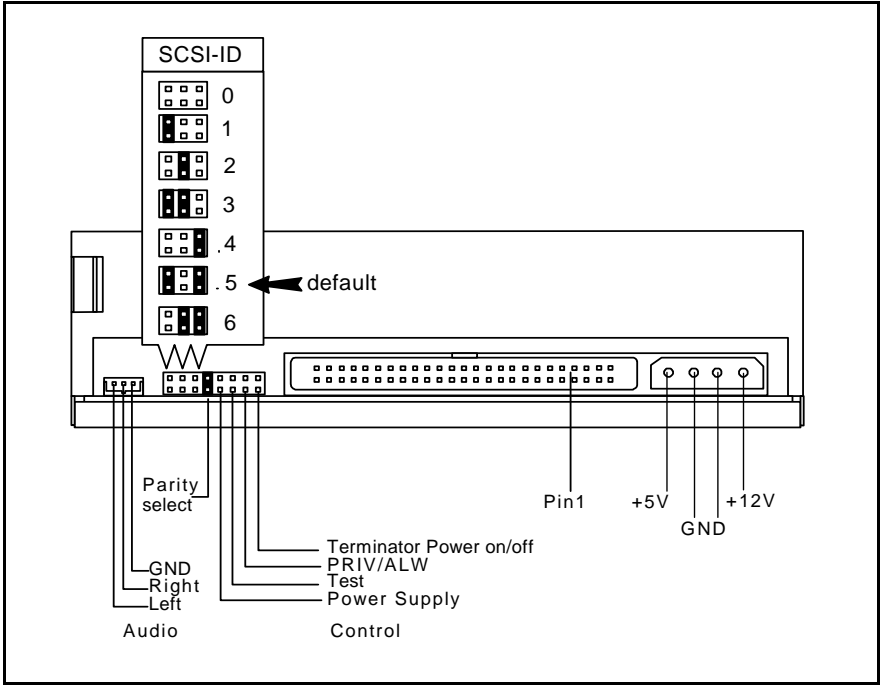 SCSI-ID
0
1
2
3
.4
.5 default
6
Parity
select
Pin1
+5V
+12V
GND
GND
Right
Left
Audio
Terminator Power on/off
PRIV/ALW
Test
Power Supply
Control